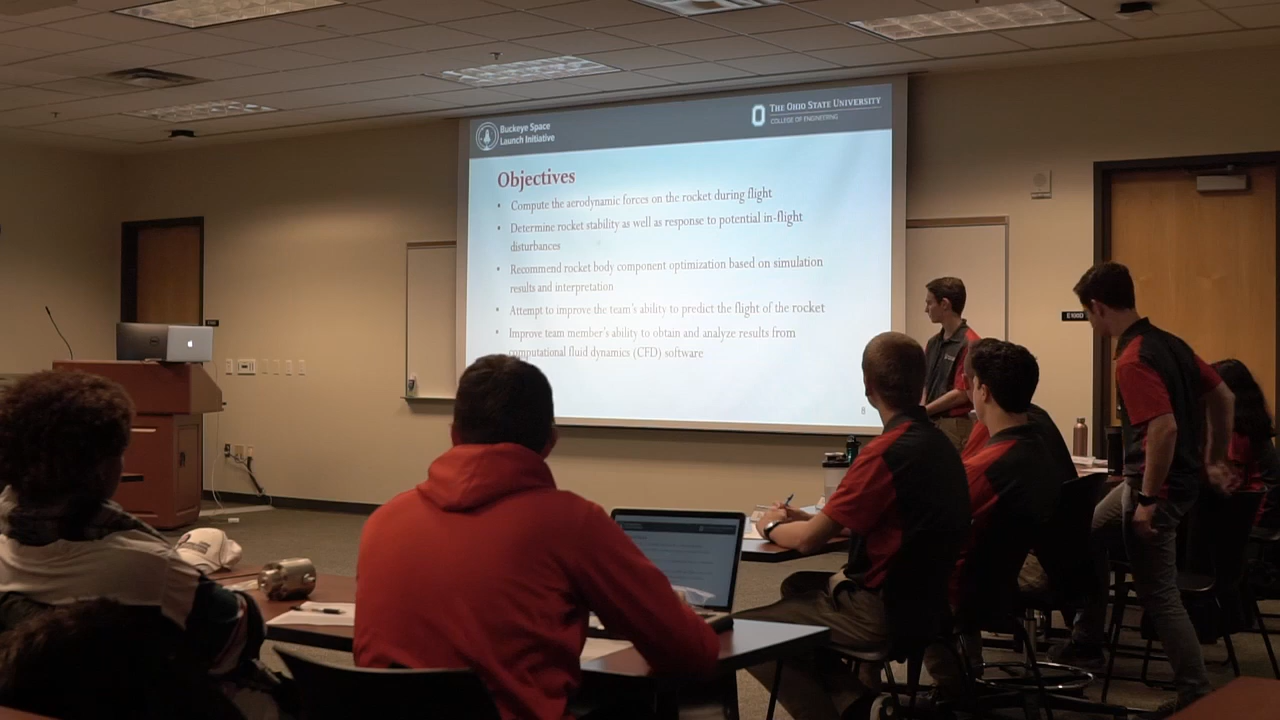 Buckeye Space
Launch Initiative
THE OHIO STATE UNIVERSITY
COLLEGE OF ENGINEERING
Objectives
• Compute the aerodynamic forces on the rocket during flight
• Determine rocket stability as well as response to potential in-flight
disturbances
• Recommend rocket body component optimization based on simulation
results and interpretation
• Attempt to improve the team's ability to predict the flight of the rocket
• Improve team member's ability to obtain and analyze results from
computational fluid dynamics (CFD) software
8